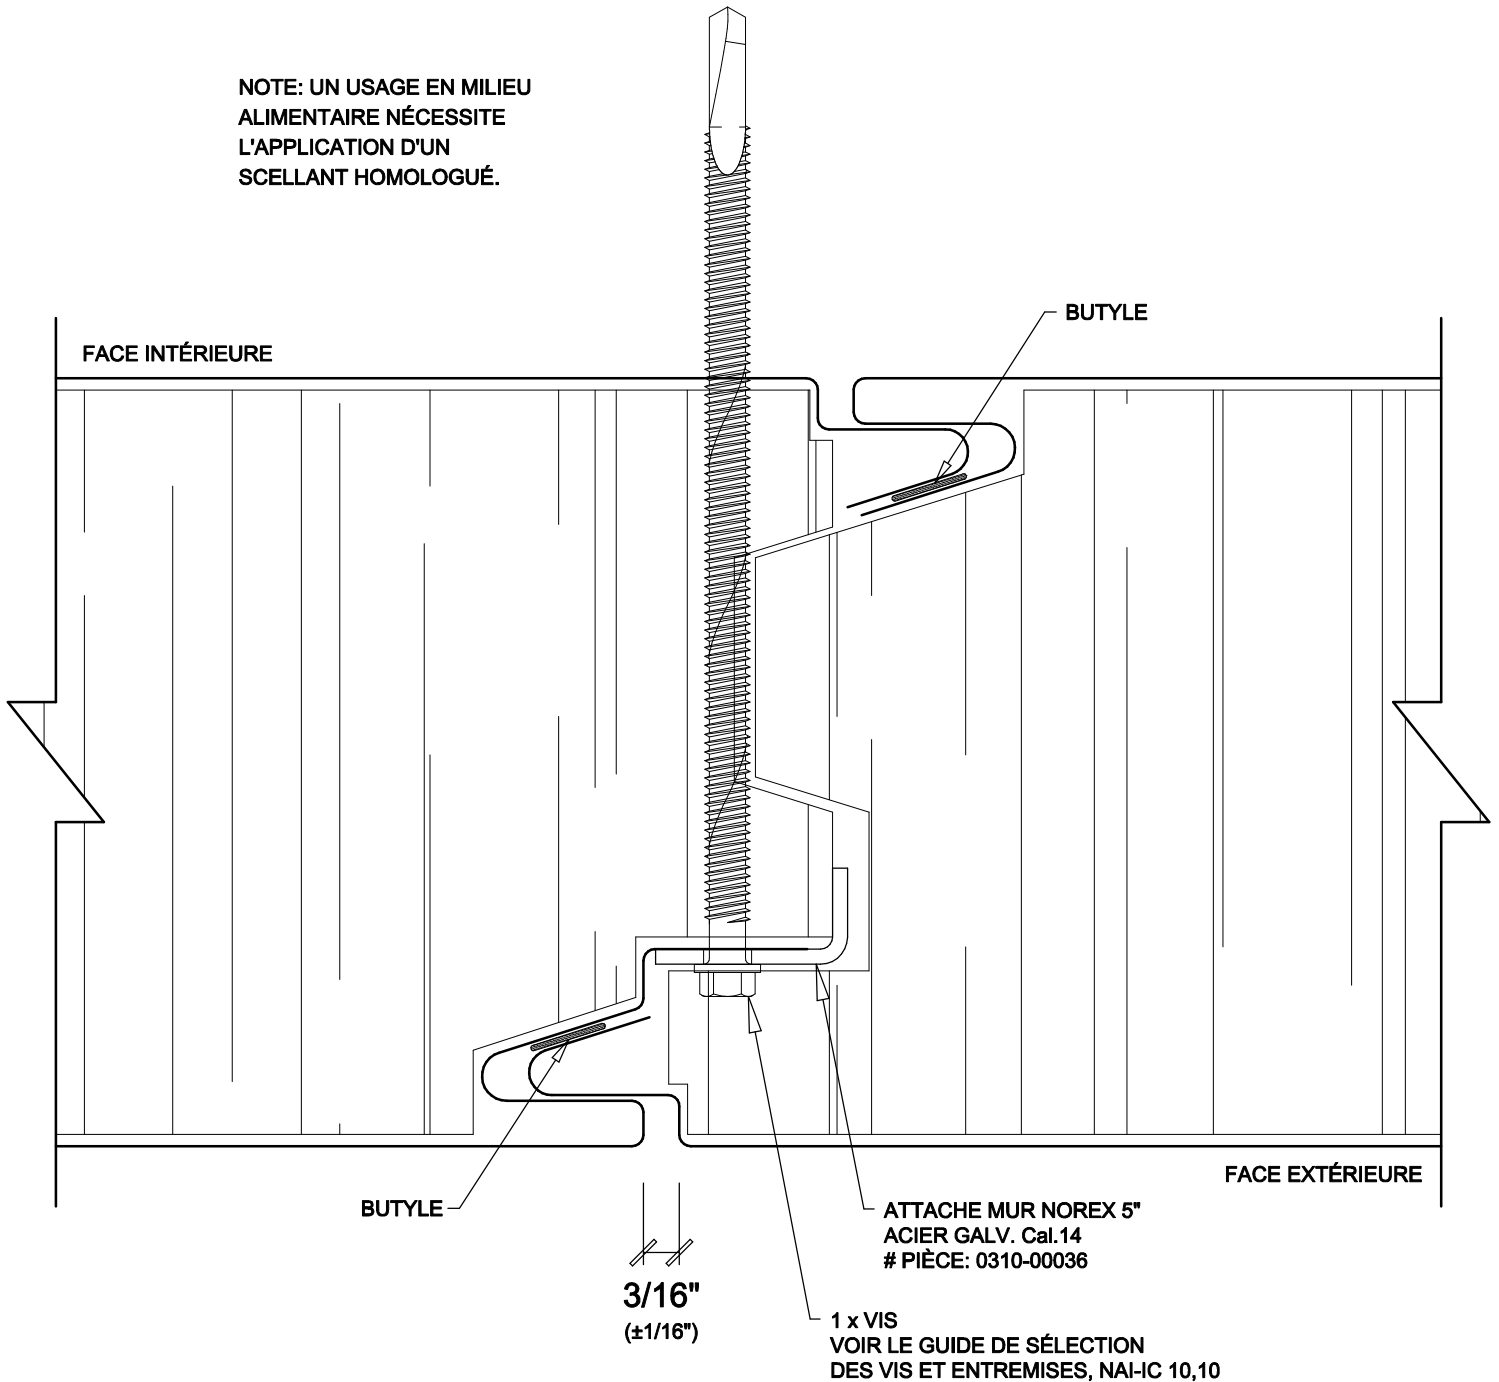 NOTE: UN USAGE EN MILIEU
ALIMENTAIRE NÉCESSITE
L'APPLICATION D'UN
SCELLANT HOMOLOGUÉ.
BUTYLE
FACE INTÉRIEURE
FACE EXTÉRIEURE
BUTYLE
ATTACHE MUR NOREX 5"
ACIER GALV. Cal.14
# PIÈCE: 0310-00036
3/16"
(±1/16")
1 x VIS
VOIR LE GUIDE DE SÉLECTION
DES VIS ET ENTREMISES, NAI-IC 10,10